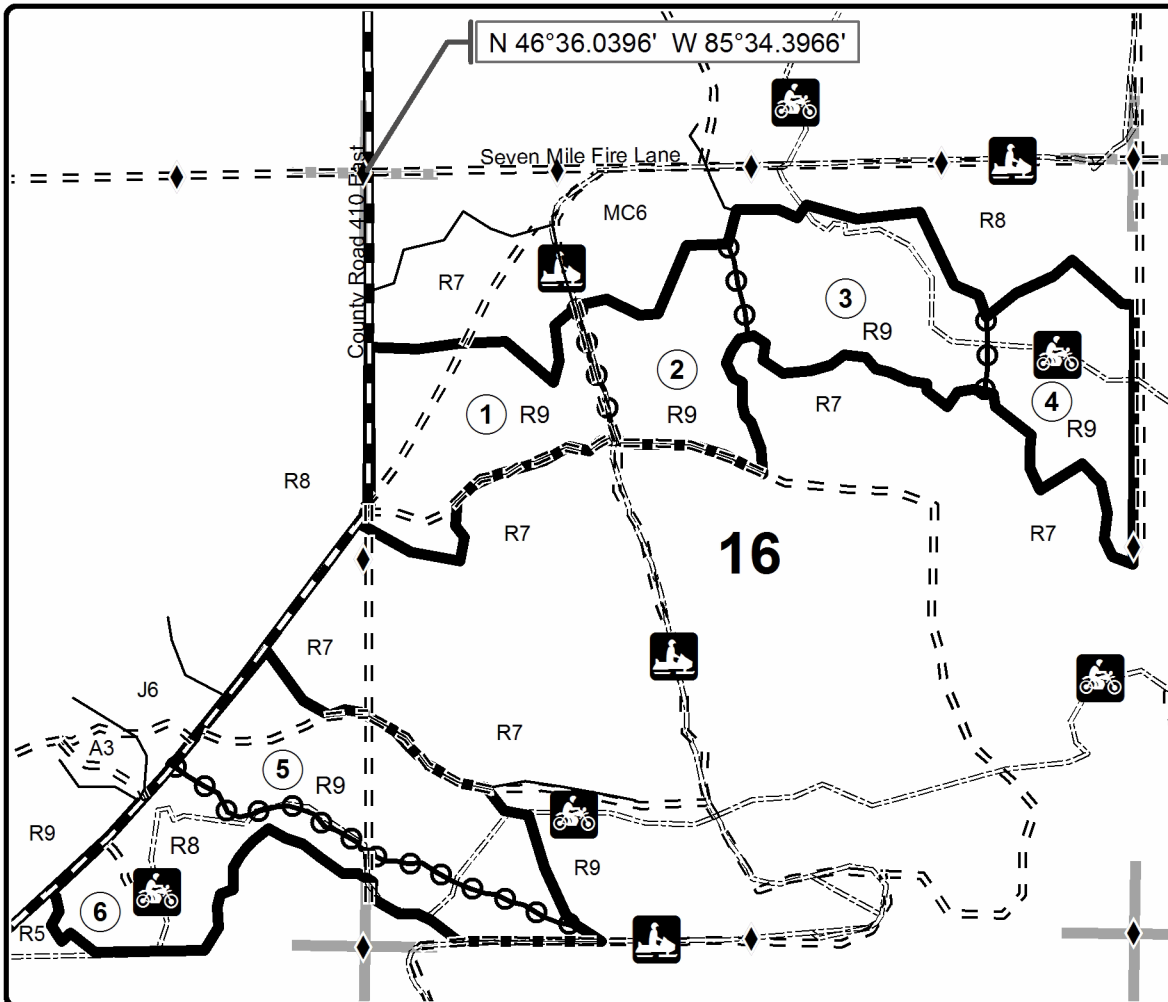 N 46°36.0396' W 85°34.3966'
Seven Mile Fire Lane
County Road 410 East
MC6
R8
R7
3
R9
2
R9
1
R9
R7
4
R9
R8
R7
R7
16
R7
J6
R7
A3
5
R9
R9
R8
R9
6
R5